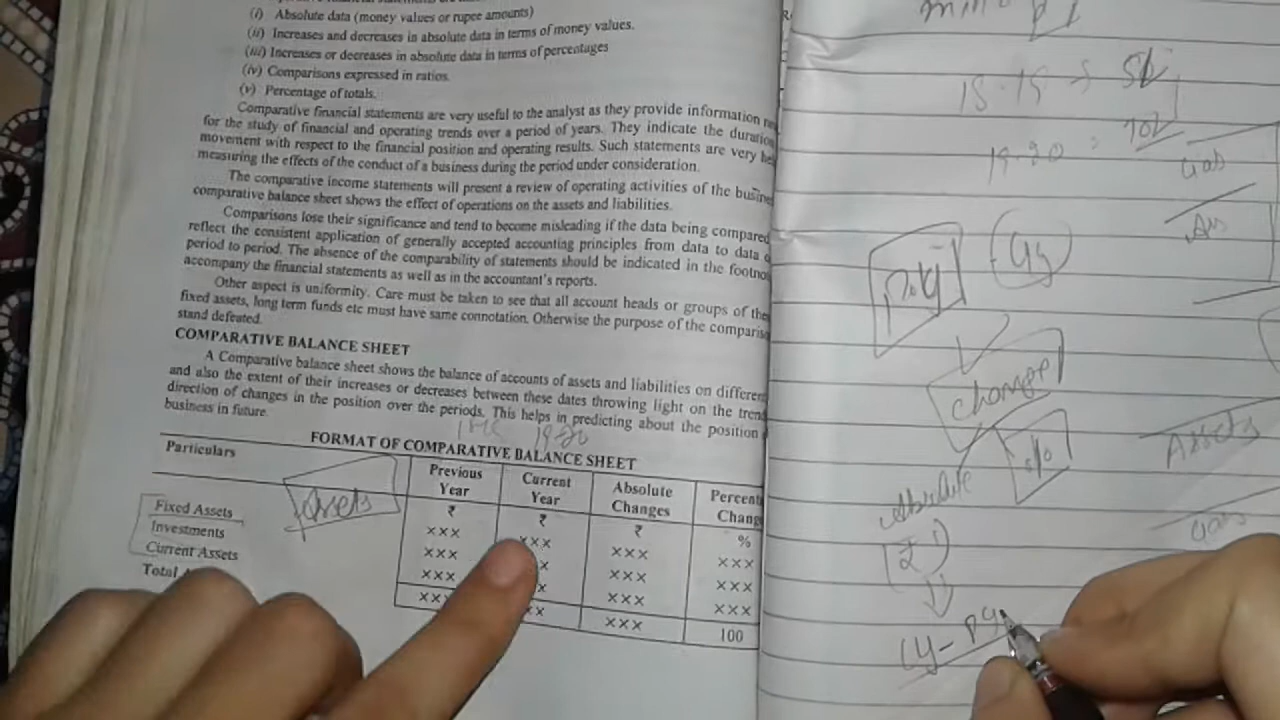 (i) Absolute data (money values or rupee amounts)
(ii) Increases and decreases in absolute data in terms of money values.
(iii) Increases or decreases in absolute data in terms of percentages
(iv) Comparisons expressed in ratios.
(v) Percentage of totals.
Comparative financial statements are very useful to the analyst as they provide information
for the study of financial and operating trends over a period of years. They indicate the duration
movement with respect to the financial position and operating results. Such statements are very
measuring the effects of the conduct of a business during the period under consideration.
The comparative income statements will present a review of operating activities of the busine
comparative balance sheet shows the effect of operations on the assets and liabilities.
Comparisons lose their significance and tend to become misleading if the data being compared
reflect the consistent application of generally accepted accounting principles from data to data
period to period. The absence of the comparability of statements should be indicated in the footno
accompany the financial statements as well as in the accountant's reports.
Other aspect is uniformity. Care must be taken to see that all account heads or groups of the
fixed assets, long term funds etc must have same connotation. Otherwise the purpose of the comparis
stand defeated.
COMPARATIVE BALANCE SHEET
A Comparative balance sheet shows the balance of accounts of assets and liabilities on differen
and also the extent of their increases or decreases between these dates throwing light on the trend
direction of changes in the position over the periods. This helps in predicting about the position
business in future.
19-20
FORMAT OF COMPARATIVE BALANCE SHEET
Particulars Previous Year Current Year Absolute Changes Percent Chang
Assets
₹ ₹ ₹ %
Fixed Assets ××× ××× ××× ×××
Investments ××× × ××× ×××
Current Assets ××× × ××× ×××
Total ×× ×× ××× 100
18-19 5%
19-20 10%
P.Y Cy
Change
Absolute %
₹
Cy - PY
Assets